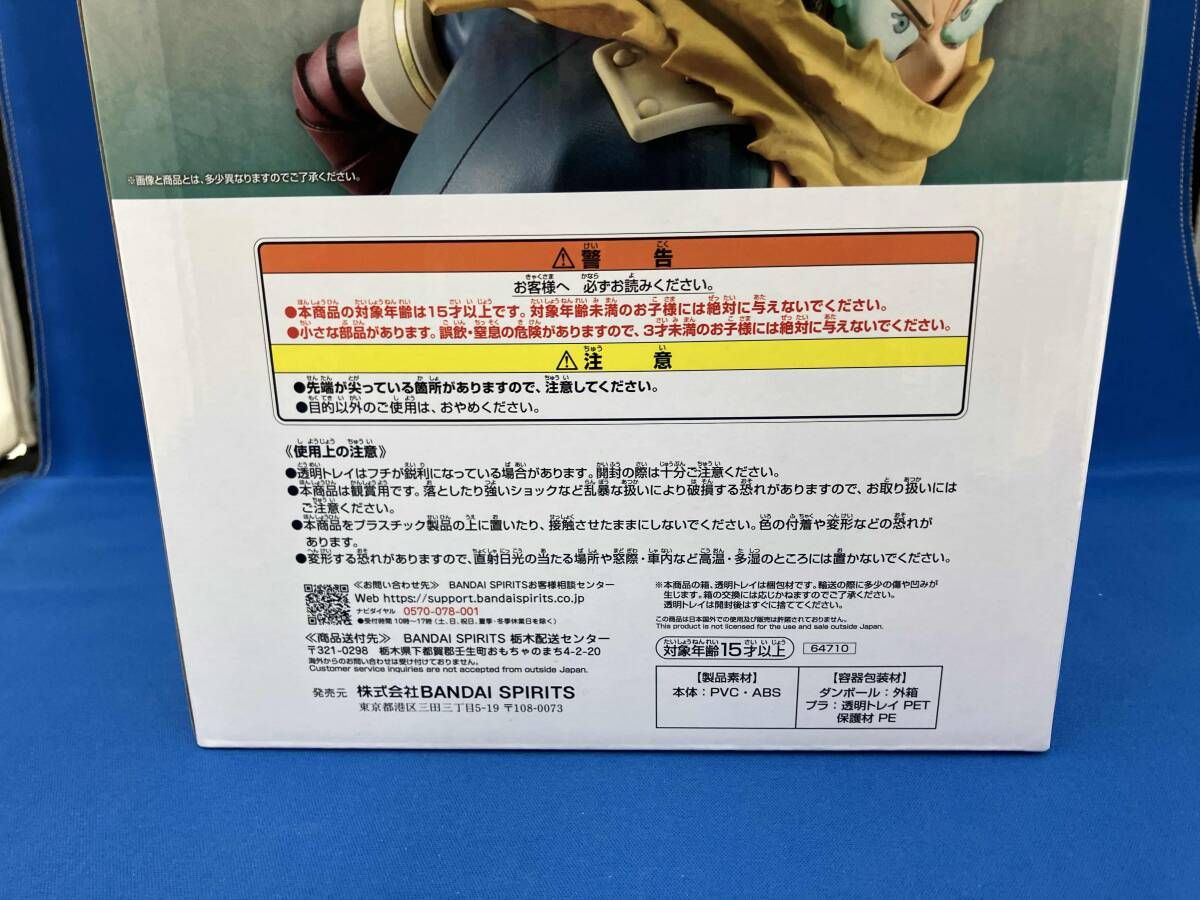 ※画像と商品とは、多少異なりますのでご了承ください。
⚠警告
お客様へ 必ずお読みください。
●本商品の対象年齢は15才以上です。対象年齢未満のお子様には絶対に与えないでください。
●小さな部品があります。誤飲・窒息の危険がありますので、3才未満のお子様には絶対に与えないでください。
⚠注意
●先端が尖っている箇所がありますので、注意してください。
●目的以外のご使用は、おやめください。
《使用上の注意》
●透明トレイはフチが鋭利になっている場合があります。開封の際は十分ご注意ください。
●本商品は観賞用です。落としたり強いショックなど乱暴な扱いにより破損する恐れがありますので、お取り扱いには
ご注意ください。
●本商品をプラスチック製品の上に置いたり、接触させたままにしないでください。色の付着や変形などの恐れが
あります。
●変形する恐れがありますので、直射日光の当たる場所や窓際・車内など高温・多湿のところには置かないでください。
≪お問い合わせ先≫ BANDAI SPIRITSお客様相談センター
Web https://support.bandaispirits.co.jp
ナビダイヤル 0570-078-001
●受付時間 10時〜17時(土、日、祝日、夏季・冬季休業日を除く)
≪商品送付先≫ BANDAI SPIRITS 栃木配送センター
〒321-0298 栃木県下都賀郡壬生町おもちゃのまち4-2-20
海外からのお問い合わせは受け付けておりません。
Customer service inquiries are not accepted from outside Japan.
発売元 株式会社BANDAI SPIRITS
東京都港区三田三丁目5-19 〒108-0073
※本商品の箱、透明トレイは梱包材です。輸送の際に多少の傷や凹みが
生じます。箱の交換には応じかねますのでご了承ください。
透明トレイは開封後はすぐに捨ててください。
この商品は日本国外での使用及び販売は許諾されておりません。
This product is not licensed for the use and sale outside Japan.
対象年齢15才以上
64710
【製品素材】
本体：PVC・ABS
【容器包装材】
ダンボール：外箱
プラ：透明トレイ PET
保護材 PE